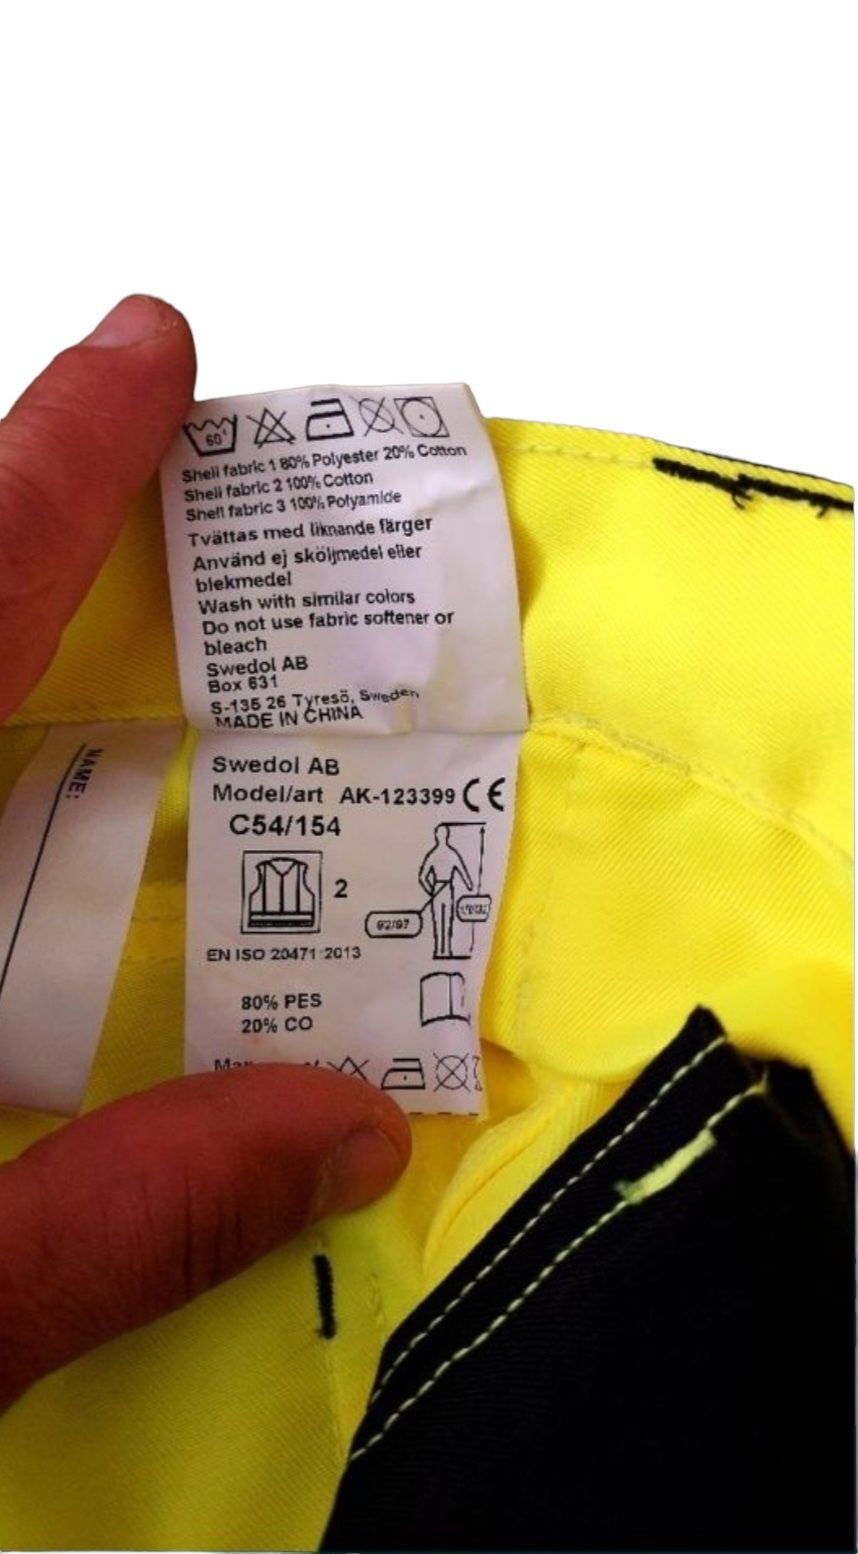 60°
Shell fabric 1 80% Polyester 20% Cotton
Shell fabric 2 100% Cotton
Shell fabric 3 100% Polyamide
Tvättas med liknande färger
Använd ej sköljmedel eller
blekmedel
Wash with similar colors
Do not use fabric softener or
bleach
Swedol AB
Box 631
S-135 26 Tyresö, Sweden
MADE IN CHINA
NAME:
Swedol AB
Model/art AK-123399 CE
C54/154
2
92/97
EN ISO 20471:2013
80% PES
20% CO